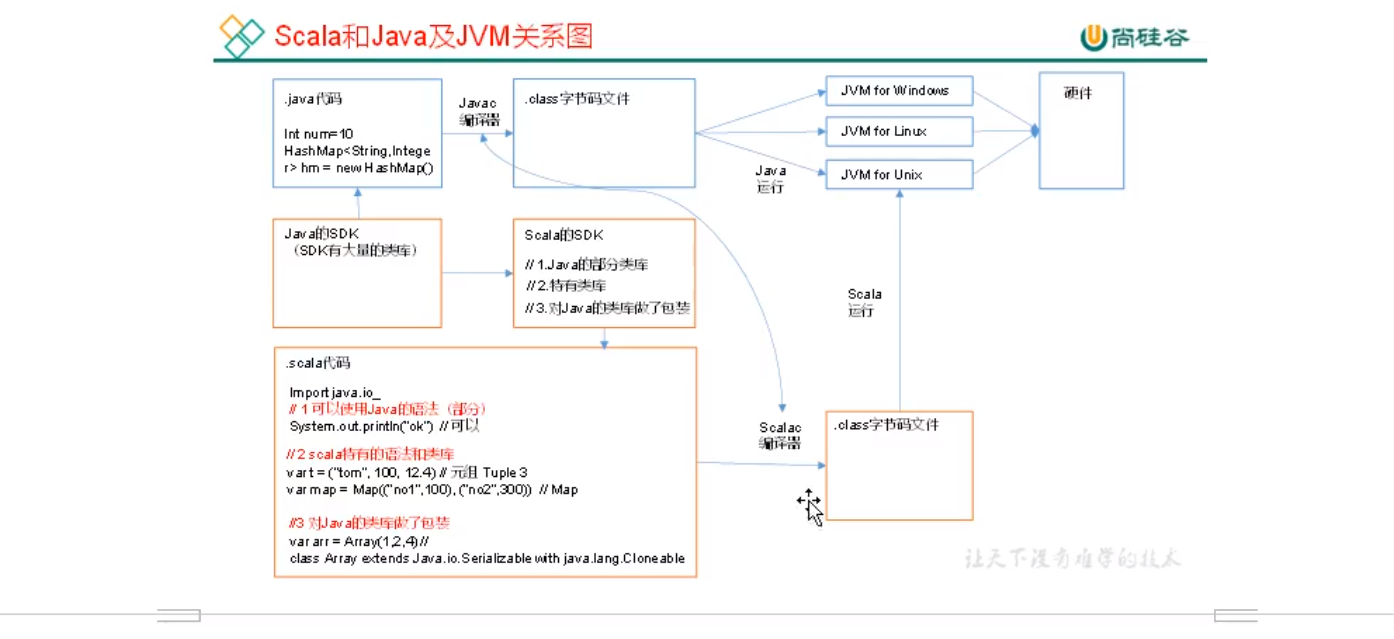 Scala和Java及JVM关系图
尚硅谷
.java代码
Int num=10
HashMap<String,Intege
r> hm = new HashMap()
Javac
编译器
.class字节码文件
JVM for Windows
JVM for Linux
JVM for Unix
硬件
Java
运行
Java的SDK
（SDK有大量的类库）
Scala的SDK
// 1.Java的部分类库
// 2.特有类库
// 3.对Java的类库做了包装
Scala
运行
.scala代码
Import java.io_
// 1 可以使用Java的语法（部分）
System.out.println("ok") // 可以
// 2 scala特有的语法和类库
var t = ("tom", 100, 12.4) // 元组 Tuple 3
var map = Map(("no1",100), ("no2",300)) // Map
//3 对Java的类库做了包装
var arr = Array(1,2,4) //
class Array extends Java.io.Serializable with java.lang.Cloneable
Scalac
编译器
.class字节码文件
让天下没有难学的技术